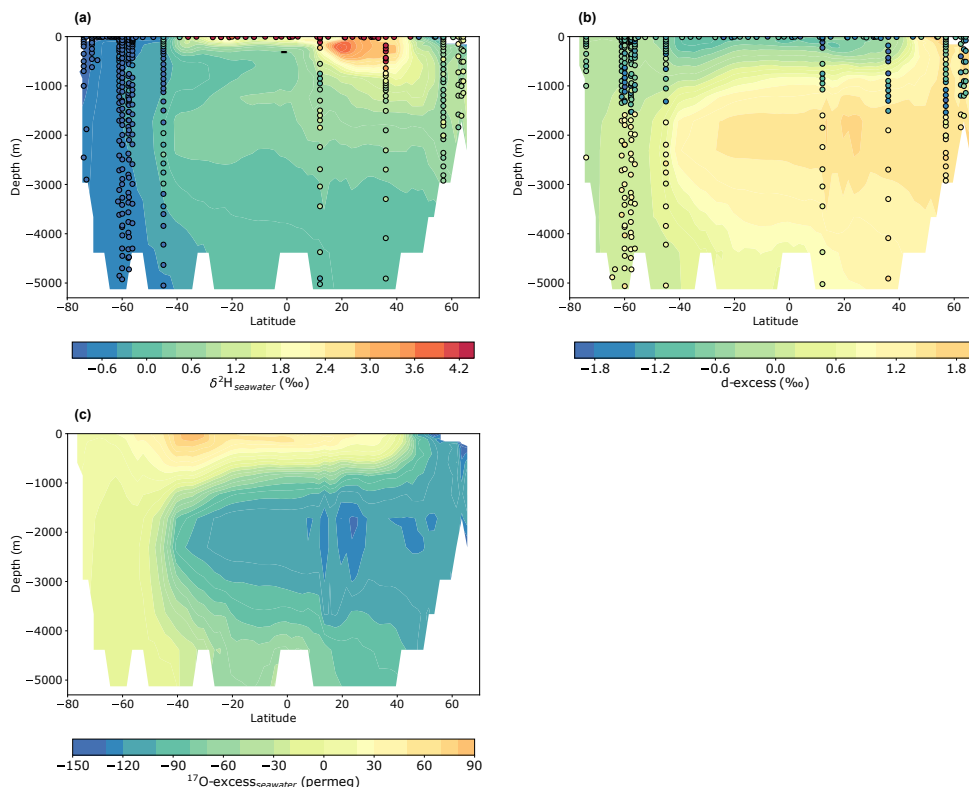 (a)
(b)
0
−1000
−2000
−3000
−4000
−5000
Depth (m)
−80 −60 −40 −20 0 20 40 60
Latitude
−0.6 0.0 0.6 1.2 1.8 2.4 3.0 3.6 4.2
δ²H_seawater (‰)
0
−1000
−2000
−3000
−4000
−5000
Depth (m)
−80 −60 −40 −20 0 20 40 60
Latitude
−1.8 −1.2 −0.6 0.0 0.6 1.2 1.8
d-excess (‰)
(c)
0
−1000
−2000
−3000
−4000
−5000
Depth (m)
−80 −60 −40 −20 0 20 40 60
Latitude
−150 −120 −90 −60 −30 0 30 60 90
¹⁷O-excess_seawater (permeg)